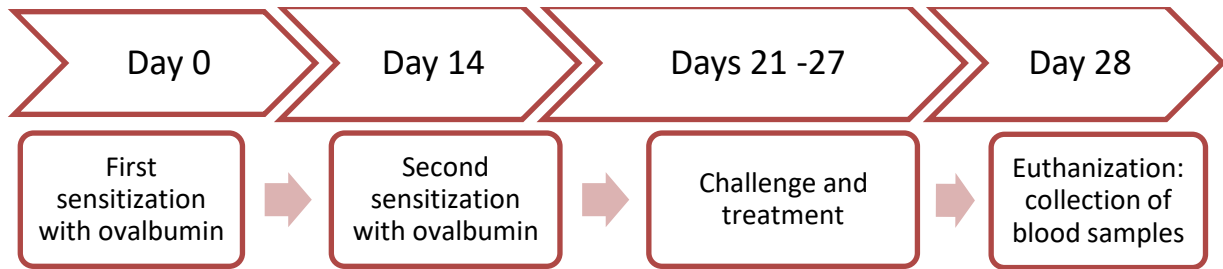 Day 0
Day 14
Days 21 -27
Day 28
First
sensitization
with ovalbumin
Second
sensitization
with ovalbumin
Challenge and
treatment
Euthanization:
collection of
blood samples